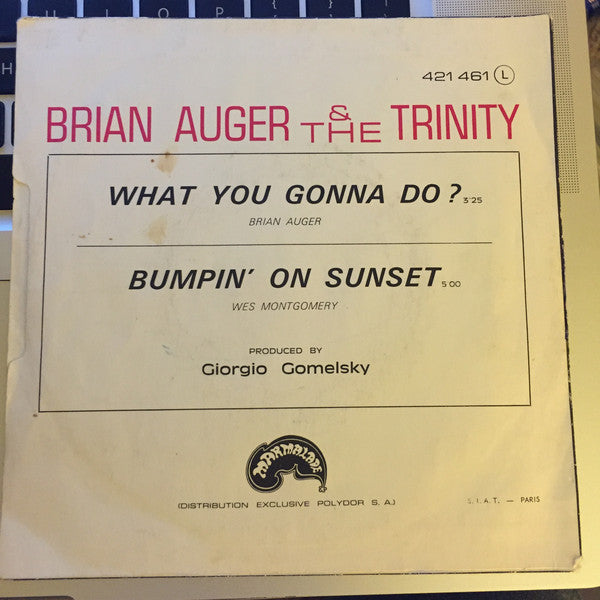 421 461 L
BRIAN AUGER & THE TRINITY
WHAT YOU GONNA DO ? 3'25
BRIAN AUGER
BUMPIN' ON SUNSET 5'00
WES MONTGOMERY
PRODUCED BY
Giorgio Gomelsky
MARMALADE
(DISTRIBUTION EXCLUSIVE POLYDOR S. A.)
S. I. A. T. — PARIS